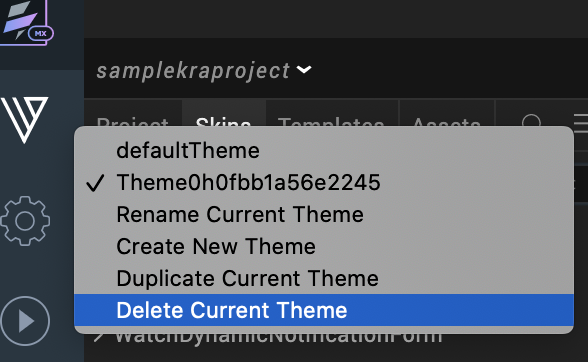 MX
samplekraproject
Project Skins Templates Assets
defaultTheme
Theme0h0fbb1a56e2245
Rename Current Theme
Create New Theme
Duplicate Current Theme
Delete Current Theme
WatchDynamicNotificationForm